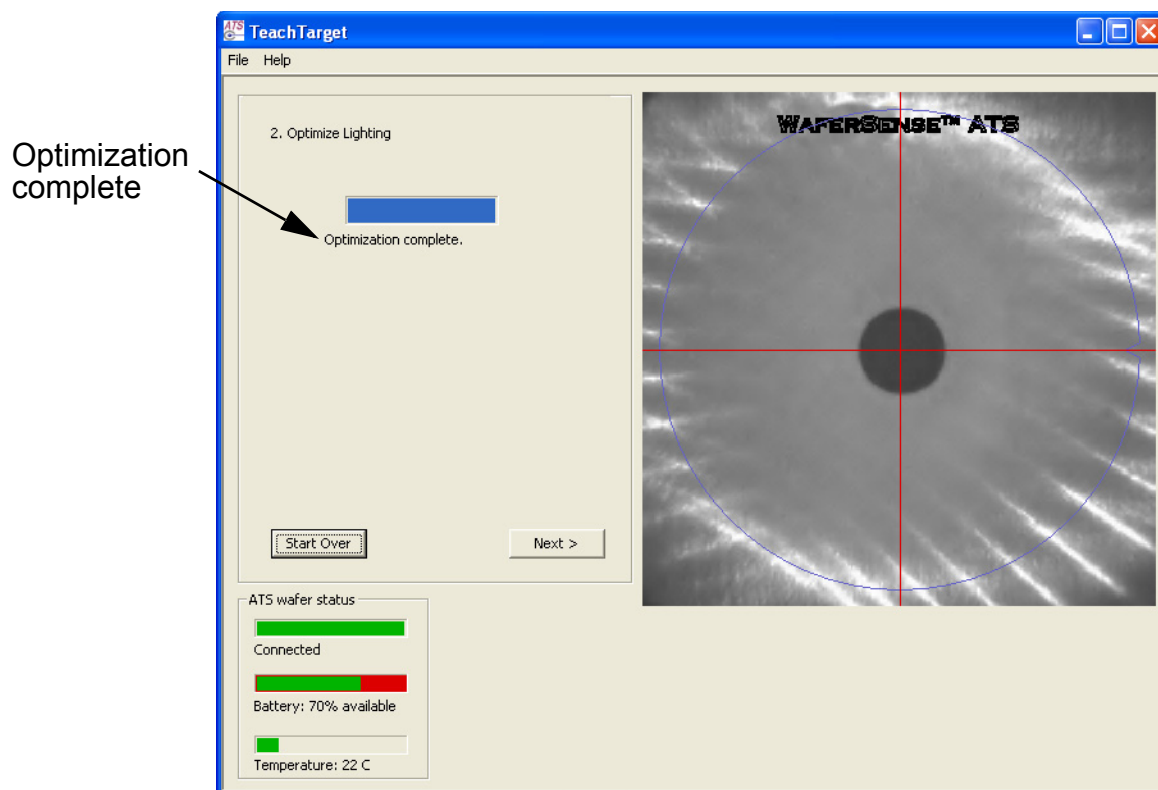 TeachTarget
File Help
Optimization
complete
2. Optimize Lighting
Optimization complete.
Start Over
Next >
WAFERSENSE™ ATS
ATS wafer status
Connected
Battery: 70% available
Temperature: 22 C
ATS